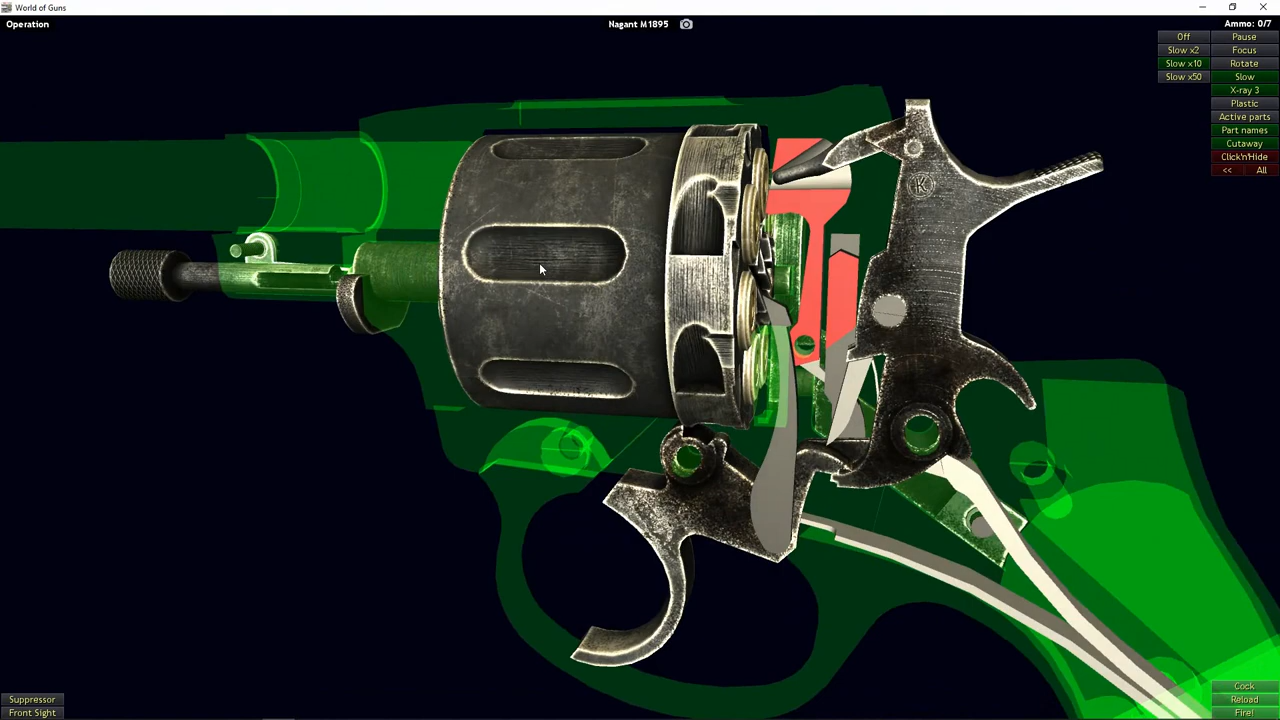 World of Guns
Operation
Nagant M1895
Ammo: 0/7
Off
Pause
Slow x2
Focus
Slow x10
Rotate
Slow x50
Slow
X-ray 3
Plastic
Active parts
Part names
Cutaway
Click'n'Hide
<<
All
K
Suppressor
Front Sight
Cock
Reload
Fire!